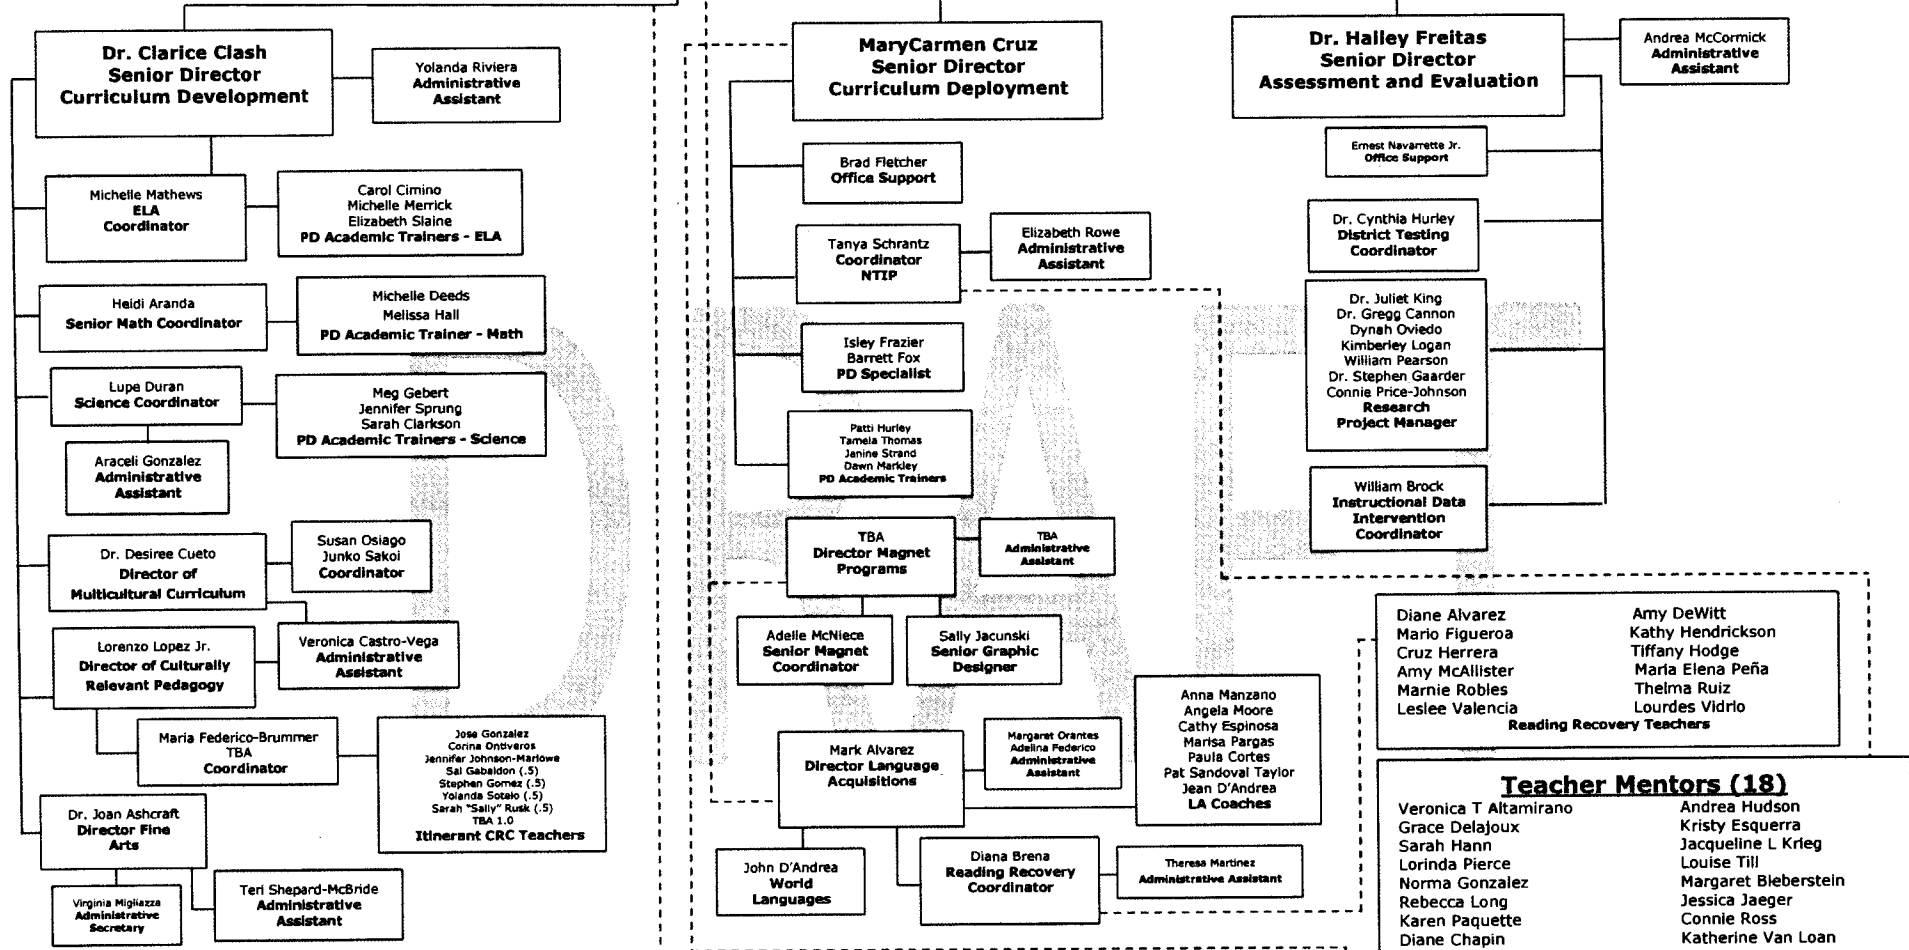 Dr. Clarice Clash
Senior Director
Curriculum Development
Yolanda Riviera
Administrative
Assistant
Michelle Mathews
ELA
Coordinator
Carol Cimino
Michelle Merrick
Elizabeth Slaine
PD Academic Trainers - ELA
Heidi Aranda
Senior Math Coordinator
Michelle Deeds
Melissa Hall
PD Academic Trainer - Math
Lupe Duran
Science Coordinator
Meg Gebert
Jennifer Sprung
Sarah Clarkson
PD Academic Trainers - Science
Araceli Gonzalez
Administrative
Assistant
Dr. Desiree Cueto
Director of
Multicultural Curriculum
Susan Osiago
Junko Sakoi
Coordinator
Lorenzo Lopez Jr.
Director of Culturally
Relevant Pedagogy
Veronica Castro-Vega
Administrative
Assistant
Maria Federico-Brummer
TBA
Coordinator
Jose Gonzalez
Corina Ontiveros
Jennifer Johnson-Marlowe
Sal Gabaldon (.5)
Stephen Gomez (.5)
Yolanda Sotelo (.5)
Sarah "Sally" Rusk (.5)
TBA 1.0
Itinerant CRC Teachers
Dr. Joan Ashcraft
Director Fine
Arts
Virginia Migliazza
Administrative
Secretary
Teri Shepard-McBride
Administrative
Assistant
MaryCarmen Cruz
Senior Director
Curriculum Deployment
Brad Fletcher
Office Support
Tanya Schrantz
Coordinator
NTIP
Elizabeth Rowe
Administrative
Assistant
Isley Frazier
Barrett Fox
PD Specialist
Patti Hurley
Tamela Thomas
Janine Strand
Dawn Markley
PD Academic Trainers
TBA
Director Magnet
Programs
TBA
Administrative
Assistant
Adelle McNiece
Senior Magnet
Coordinator
Sally Jacunski
Senior Graphic
Designer
Mark Alvarez
Director Language
Acquisitions
Margaret Orantes
Adelina Federico
Administrative
Assistant
Anna Manzano
Angela Moore
Cathy Espinosa
Marisa Pargas
Paula Cortes
Pat Sandoval Taylor
Jean D'Andrea
LA Coaches
John D'Andrea
World
Languages
Diana Brena
Reading Recovery
Coordinator
Theresa Martinez
Administrative Assistant
Dr. Halley Freitas
Senior Director
Assessment and Evaluation
Andrea McCormick
Administrative
Assistant
Ernest Navarrette Jr.
Office Support
Dr. Cynthia Hurley
District Testing
Coordinator
Dr. Juliet King
Dr. Gregg Cannon
Dynah Oviedo
Kimberley Logan
William Pearson
Dr. Stephen Gaarder
Connie Price-Johnson
Research
Project Manager
William Brock
Instructional Data
Intervention
Coordinator
Diane Alvarez Amy DeWitt
Mario Figueroa Kathy Hendrickson
Cruz Herrera Tiffany Hodge
Amy McAllister Maria Elena Peña
Marnie Robles Thelma Ruiz
Leslee Valencia Lourdes Vidrio
Reading Recovery Teachers
Teacher Mentors (18)
Veronica T Altamirano Andrea Hudson
Grace Delajoux Kristy Esquerra
Sarah Hann Jacqueline L Krieg
Lorinda Pierce Louise Till
Norma Gonzalez Margaret Bieberstein
Rebecca Long Jessica Jaeger
Karen Paquette Connie Ross
Diane Chapin Katherine Van Loan
DRAFT